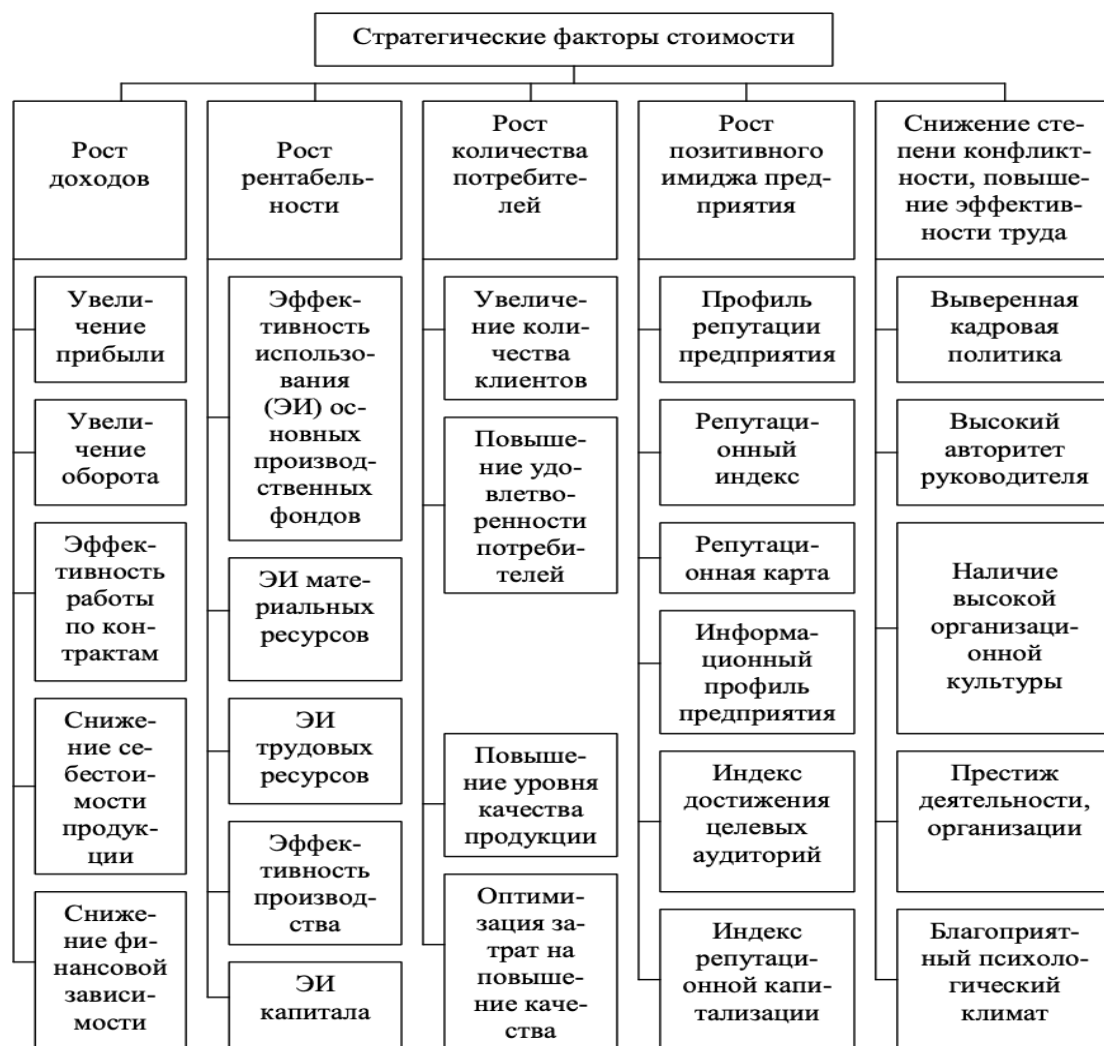 Стратегические факторы стоимости
Рост
доходов
Рост
рентабель-
ности
Рост
количества
потребите-
лей
Рост
позитивного
имиджа пред-
приятия
Снижение сте-
пени конфликт-
ности, повыше-
ние эффектив-
ности труда
Увели-
чение
прибыли
Увели-
чение
оборота
Эффек-
тивность
работы
по кон-
трактам
Снижение
ние се-
бестои-
мости
продук-
ции
Сниже-
ние фи-
нансовой
зависи-
мости
Эффек-
тивность
использо-
вания
(ЭИ) ос-
новных
производ-
ственных
фондов
ЭИ мате-
риальных
ресурсов
ЭИ
трудовых
ресурсов
Эффек-
тивность
производ-
ства
ЭИ
капитала
Увеличе-
ние коли-
чества
клиентов
Повыше-
ние удо-
влетво-
ренности
потреби-
телей
Повыше-
ние уровня
качества
продукции
Оптими-
зация за-
трат на
повыше-
ние каче-
ства
Профиль
репутации
предприятия
Репутаци-
онный
индекс
Репутаци-
онная карта
Информа-
ционный
профиль
предприятия
Индекс
достижения
целевых
аудиторий
Индекс
репутаци-
онной капи-
тализации
Выверенная
кадровая
политика
Высокий
авторитет
руководителя
Наличие
высокой
организаци-
онной
культуры
Престиж
деятельности,
организации
Благоприят-
ный психоло-
гический
климат